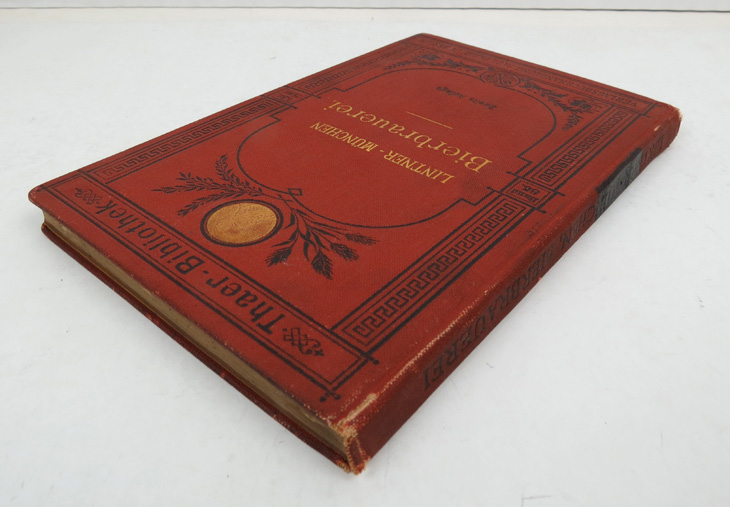 Thaer-Bibliothek
LINTNER - MÜNCHEN
Bierbrauerei.
BIERBRAUEREI